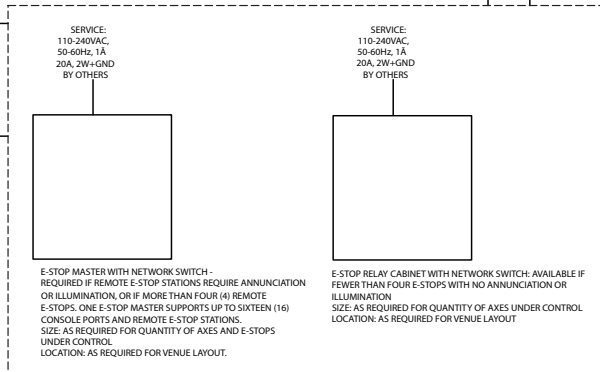 SERVICE:
110-240VAC,
50-60Hz, 1Å
20A, 2W+GND
BY OTHERS
SERVICE:
110-240VAC,
50-60Hz, 1Å
20A, 2W+GND
BY OTHERS
E-STOP MASTER WITH NETWORK SWITCH -
REQUIRED IF REMOTE E-STOP STATIONS REQUIRE ANNUNCIATION
OR ILLUMINATION, OR IF MORE THAN FOUR (4) REMOTE
E-STOPS. ONE E-STOP MASTER SUPPORTS UP TO SIXTEEN (16)
CONSOLE PORTS AND REMOTE E-STOP STATIONS.
SIZE: AS REQUIRED FOR QUANTITY OF AXES AND E-STOPS
UNDER CONTROL
LOCATION: AS REQUIRED FOR VENUE LAYOUT.
E-STOP RELAY CABINET WITH NETWORK SWITCH: AVAILABLE IF
FEWER THAN FOUR E-STOPS WITH NO ANNUNCIATION OR
ILLUMINATION
SIZE: AS REQUIRED FOR QUANTITY OF AXES UNDER CONTROL
LOCATION: AS REQUIRED FOR VENUE LAYOUT